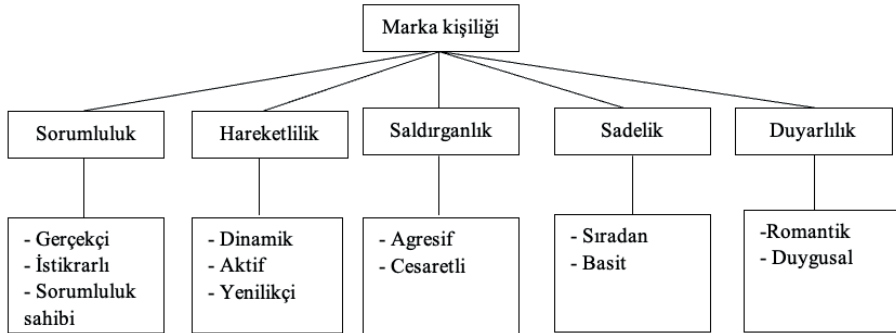 Marka kişiliği
Sorumluluk
Hareketlilik
Saldırganlık
Sadelik
Duyarlılık
- Gerçekçi
- İstikrarlı
- Sorumluluk
sahibi
- Dinamik
- Aktif
- Yenilikçi
- Agresif
- Cesaretli
- Sıradan
- Basit
-Romantik
- Duygusal